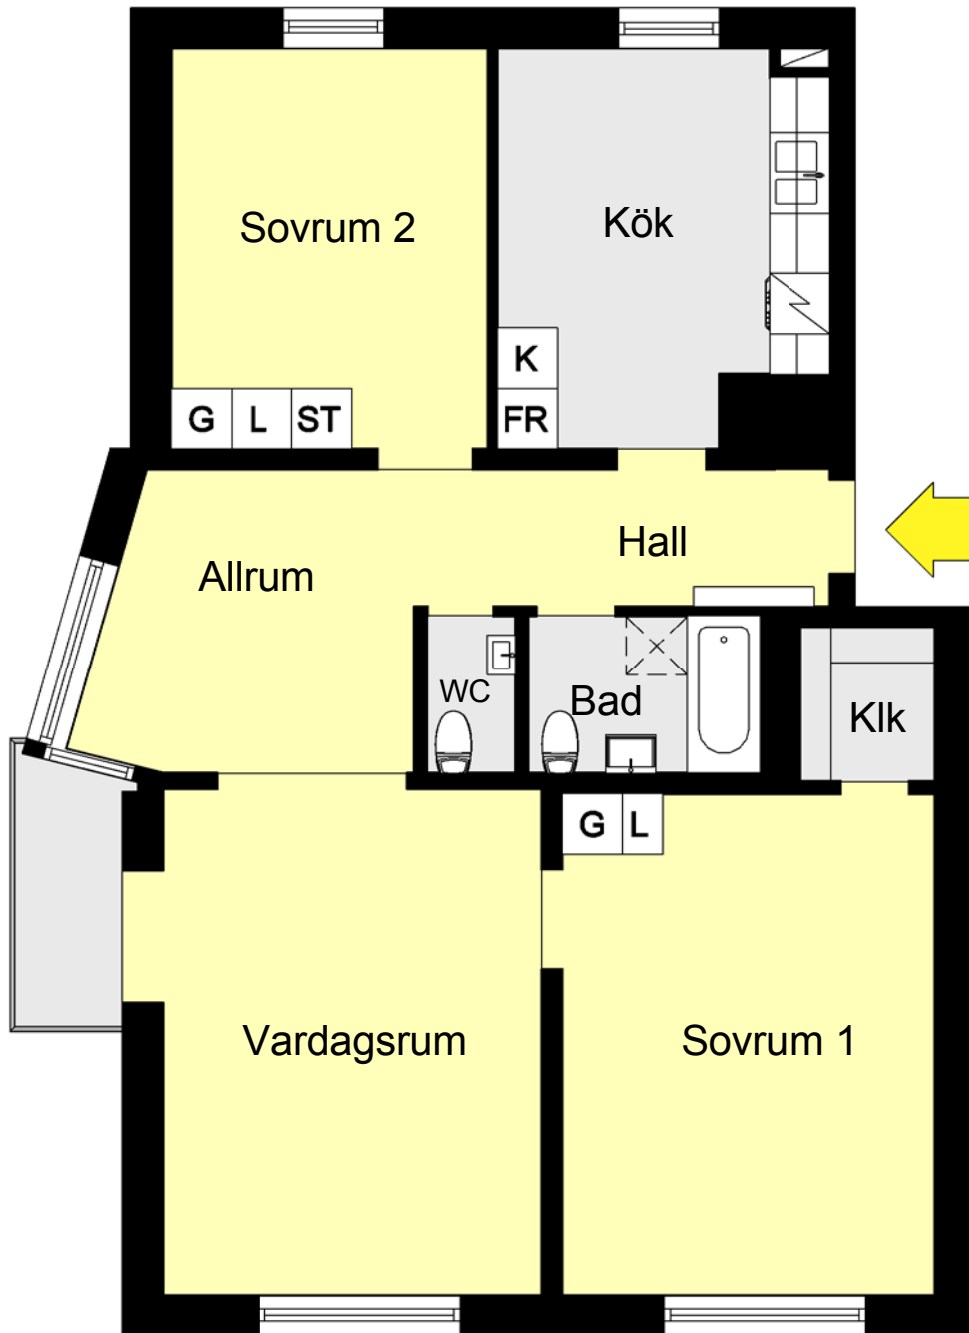 Sovrum 2
Kök
K
G L ST
FR
Hall
Allrum
WC
Bad
Klk
G L
Vardagsrum
Sovrum 1